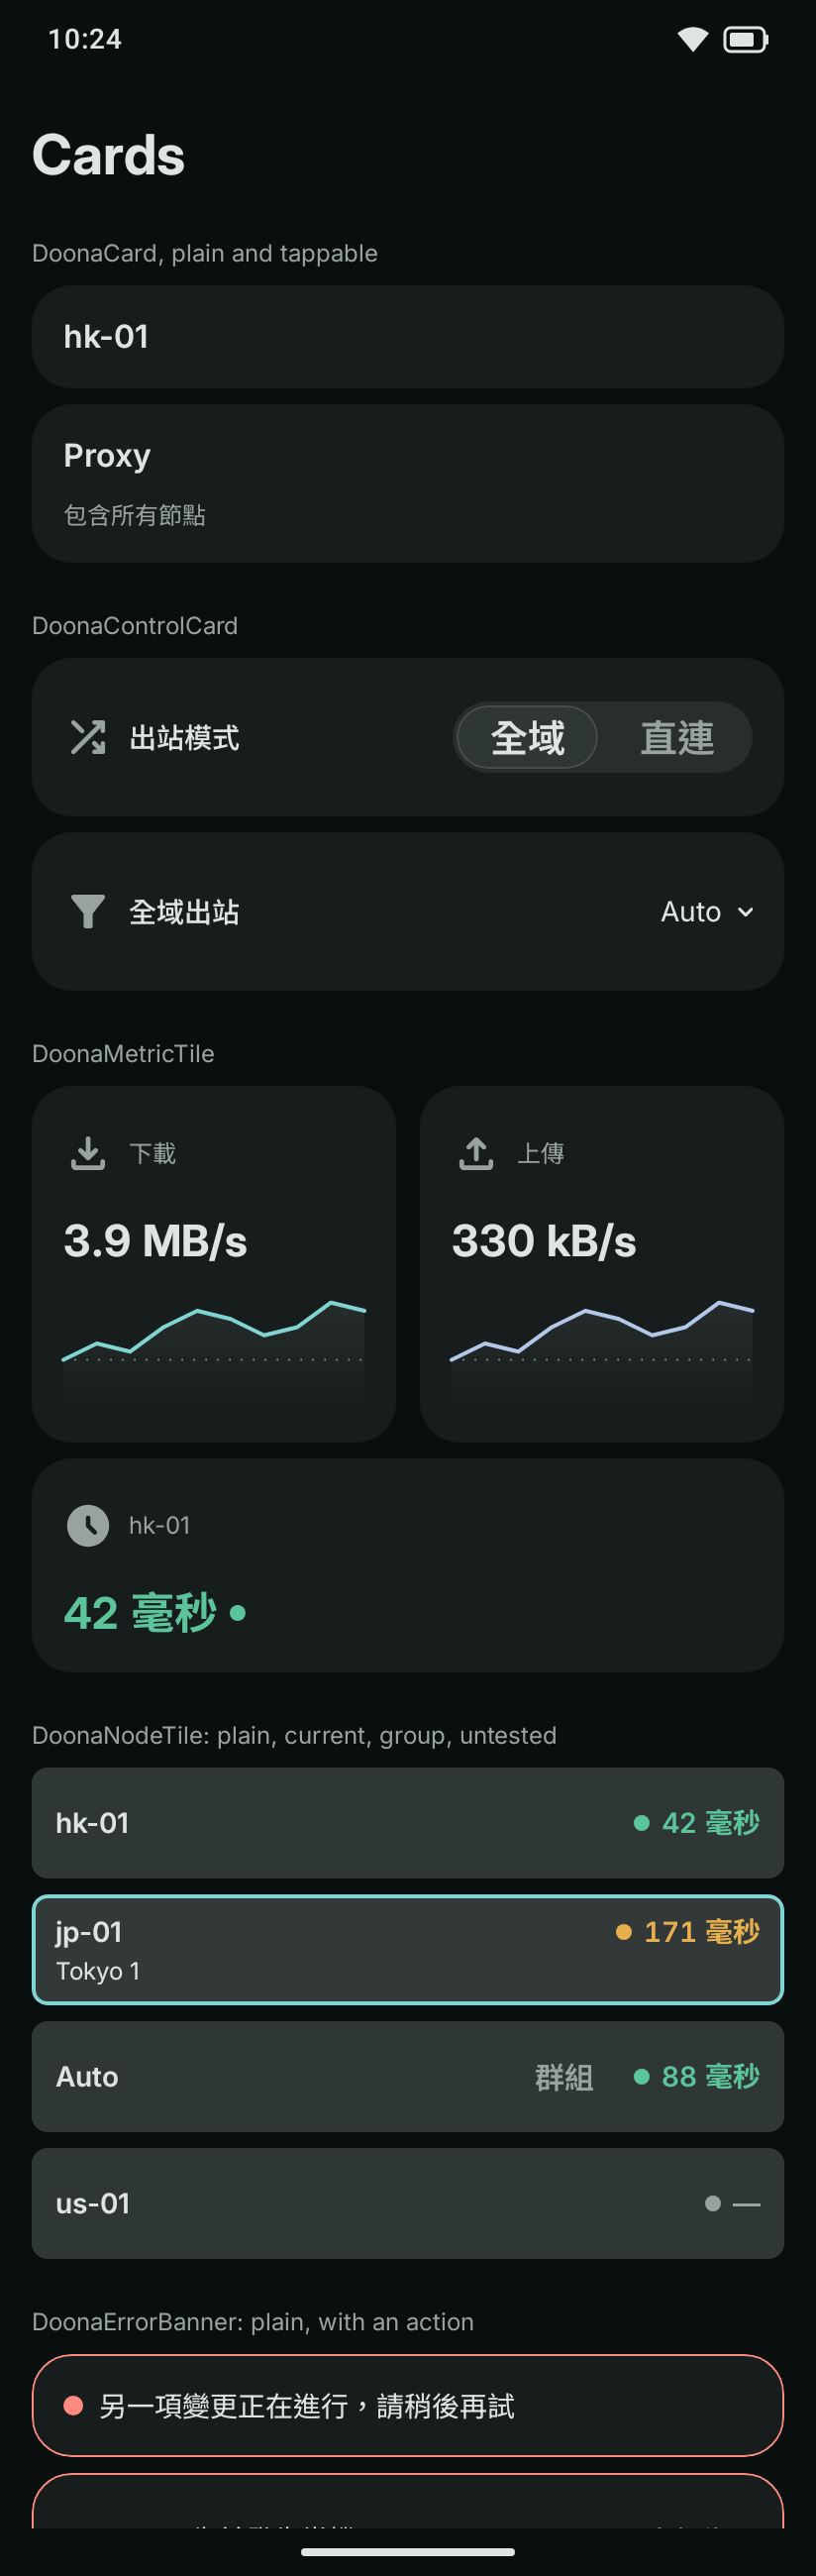 10:24
Cards
DoonaCard, plain and tappable
hk-01
Proxy
包含所有節點
DoonaControlCard
出站模式 全域 直連
全域出站 Auto
DoonaMetricTile
下載 上傳
3.9 MB/s 330 kB/s
hk-01
42 毫秒
DoonaNodeTile: plain, current, group, untested
hk-01 42 毫秒
jp-01 171 毫秒
Tokyo 1
Auto 群組 88 毫秒
us-01 —
DoonaErrorBanner: plain, with an action
另一項變更正在進行，請稍後再試